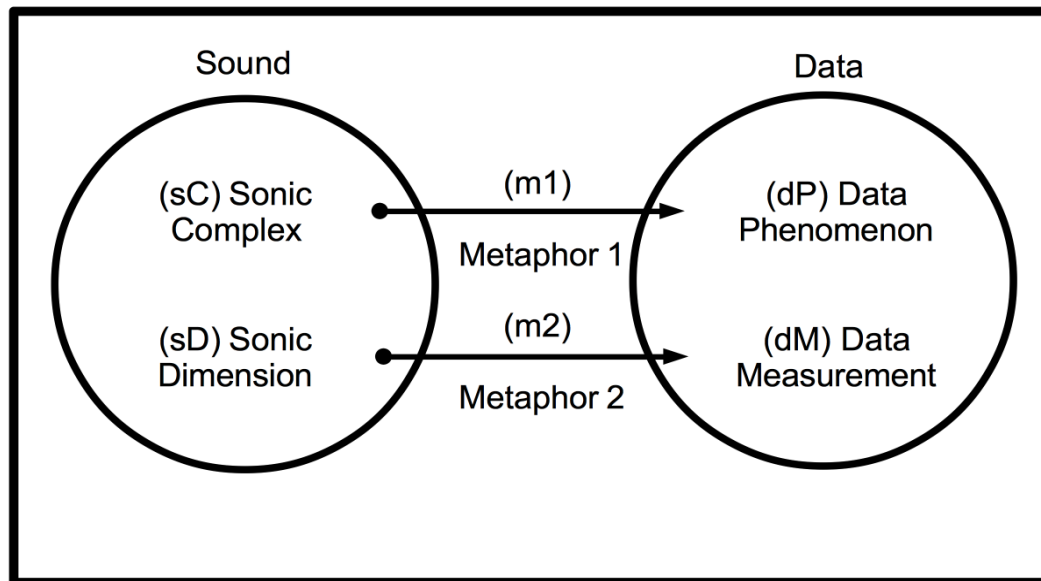 Sound
Data
(sC) Sonic
Complex
(m1)
Metaphor 1
(dP) Data
Phenomenon
(sD) Sonic
Dimension
(m2)
Metaphor 2
(dM) Data
Measurement